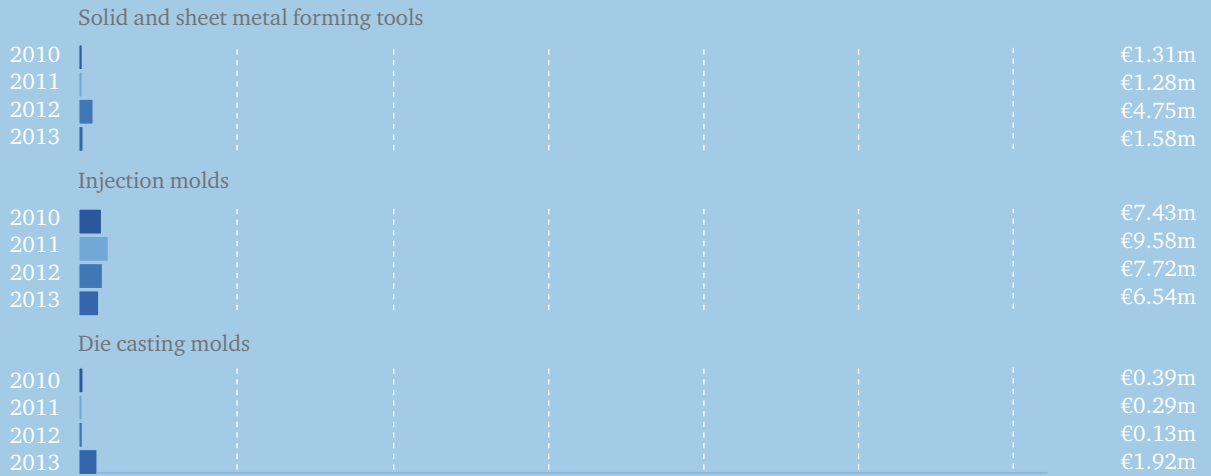 Solid and sheet metal forming tools
2010 €1.31m
2011 €1.28m
2012 €4.75m
2013 €1.58m
Injection molds
2010 €7.43m
2011 €9.58m
2012 €7.72m
2013 €6.54m
Die casting molds
2010 €0.39m
2011 €0.29m
2012 €0.13m
2013 €1.92m